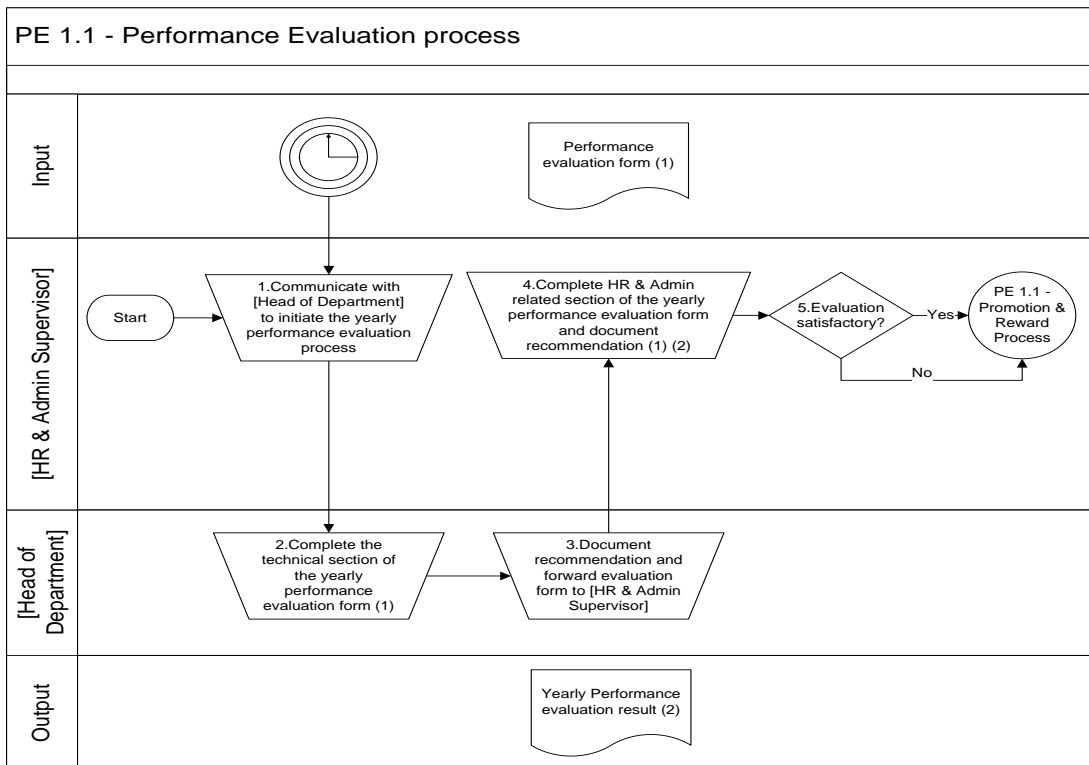 PE 1.1 - Performance Evaluation process
Input
Performance
evaluation form (1)
[HR & Admin Supervisor]
Start
1.Communicate with
[Head of Department]
to initiate the yearly
performance evaluation
process
4.Complete HR & Admin
related section of the yearly
performance evaluation form
and document
recommendation (1) (2)
5.Evaluation
satisfactory?
Yes
No
PE 1.1 -
Promotion &
Reward
Process
[Head of
Department]
2.Complete the
technical section of
the yearly
performance
evaluation form (1)
3.Document
recommendation and
forward evaluation
form to [HR & Admin
Supervisor]
Output
Yearly Performance
evaluation result (2)